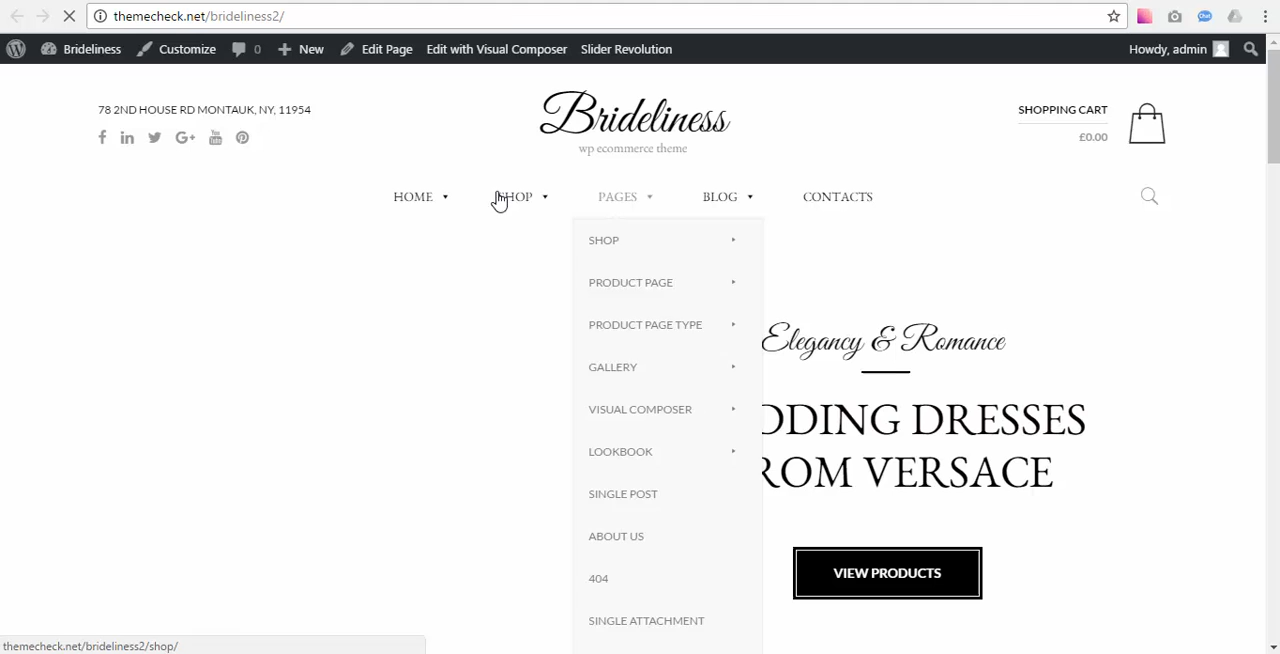 themecheck.net/brideliness2/
Brideliness Customize 0 New Edit Page Edit with Visual Composer Slider Revolution Howdy, admin
78 2ND HOUSE RD MONTAUK, NY, 11954
Brideliness
wp ecommerce theme
SHOPPING CART
£0.00
HOME SHOP PAGES BLOG CONTACTS
SHOP
PRODUCT PAGE
PRODUCT PAGE TYPE
GALLERY
VISUAL COMPOSER
LOOKBOOK
SINGLE POST
ABOUT US
404
SINGLE ATTACHMENT
Elegancy & Romance
DDING DRESSES
ROM VERSACE
VIEW PRODUCTS
themecheck.net/brideliness2/shop/